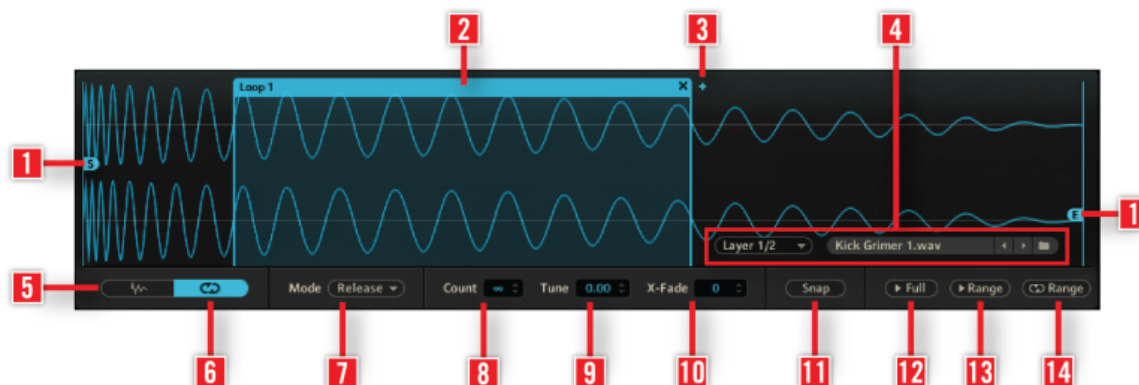 2
3
4
Loop 1
1
S
E
1
Layer 1/2
Kick Grimer 1.wav
5
Mode
Release
Count
∞
Tune
0.00
X-Fade
0
Snap
Full
Range
Range
6
7
8
9
10
11
12
13
14